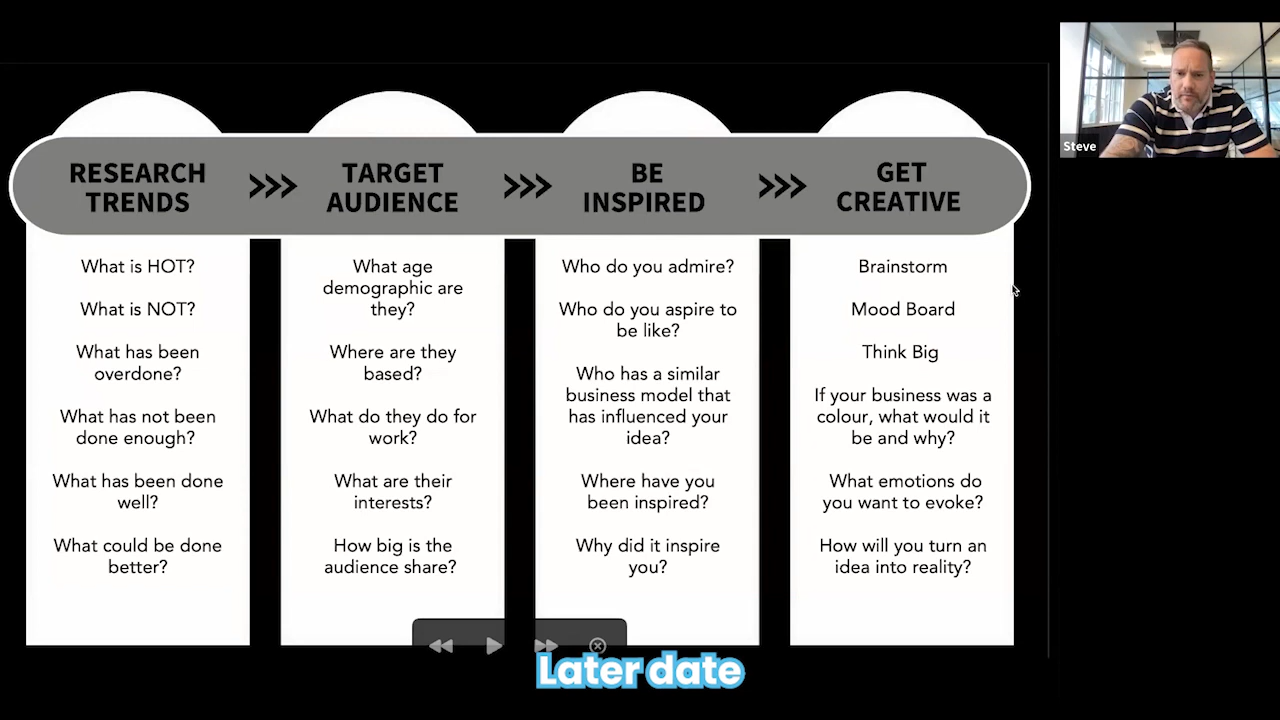 RESEARCH
TRENDS
TARGET
AUDIENCE
BE
INSPIRED
GET
CREATIVE
What is HOT?
What is NOT?
What has been
overdone?
What has not been
done enough?
What has been done
well?
What could be done
better?
What age
demographic are
they?
Where are they
based?
What do they do for
work?
What are their
interests?
How big is the
audience share?
Who do you admire?
Who do you aspire to
be like?
Who has a similar
business model that
has influenced your
idea?
Where have you
been inspired?
Why did it inspire
you?
Brainstorm
Mood Board
Think Big
If your business was a
colour, what would it
be and why?
What emotions do
you want to evoke?
How will you turn an
idea into reality?
Steve
Later date